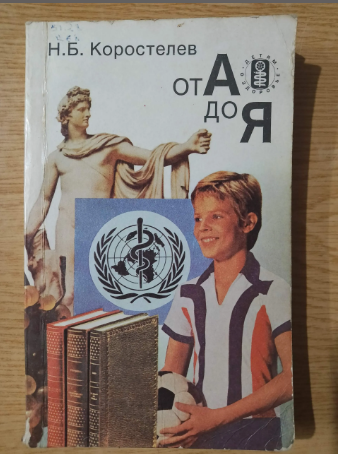 Н.Б. Коростелев
от А
до Я